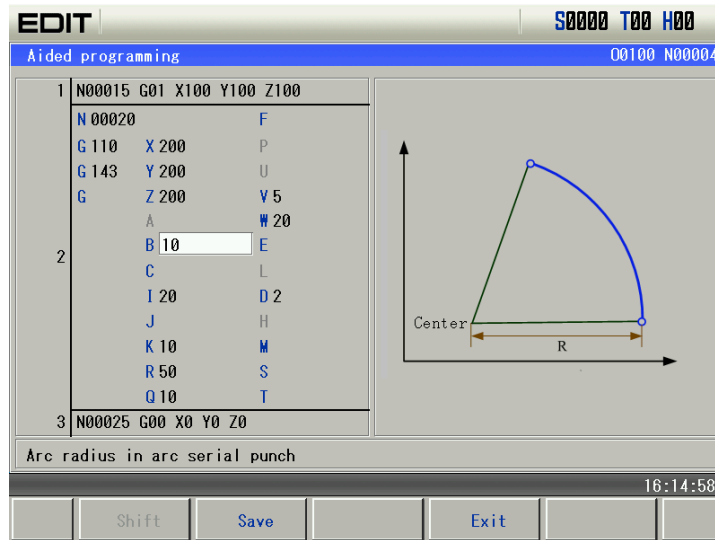 EDIT S0000 T00 H00
Aided programming O0100 N00004
1 N00015 G01 X100 Y100 Z100
N 00020 F
G 110 X 200 P
G 143 Y 200 U
G Z 200 V 5
A W 20
B 10 E
2
C L
I 20 D 2
J H
K 10 M
R 50 S
Q 10 T
3 N00025 G00 X0 Y0 Z0
Center
R
Arc radius in arc serial punch
16:14:58
Shift Save Exit